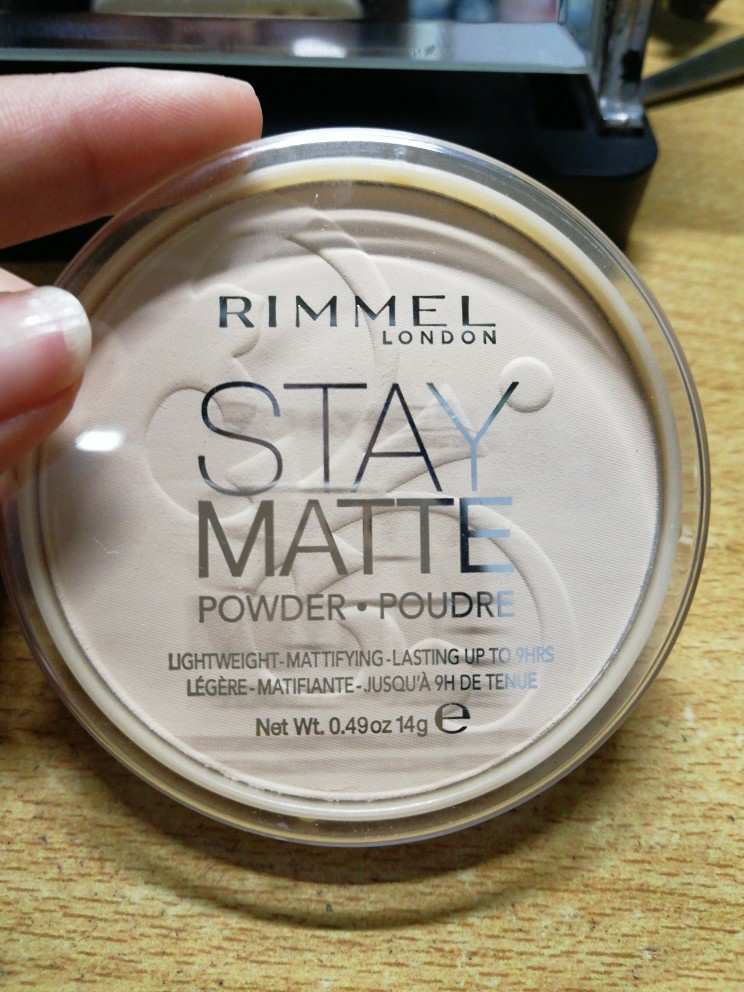 RIMMEL
LONDON
STAY
MATTE
POWDER • POUDRE
LIGHTWEIGHT-MATTIFYING-LASTING UP TO 9HRS
LÉGÈRE-MATIFIANTE-JUSQU'À 9H DE TENUE
Net Wt. 0.49oz 14g e